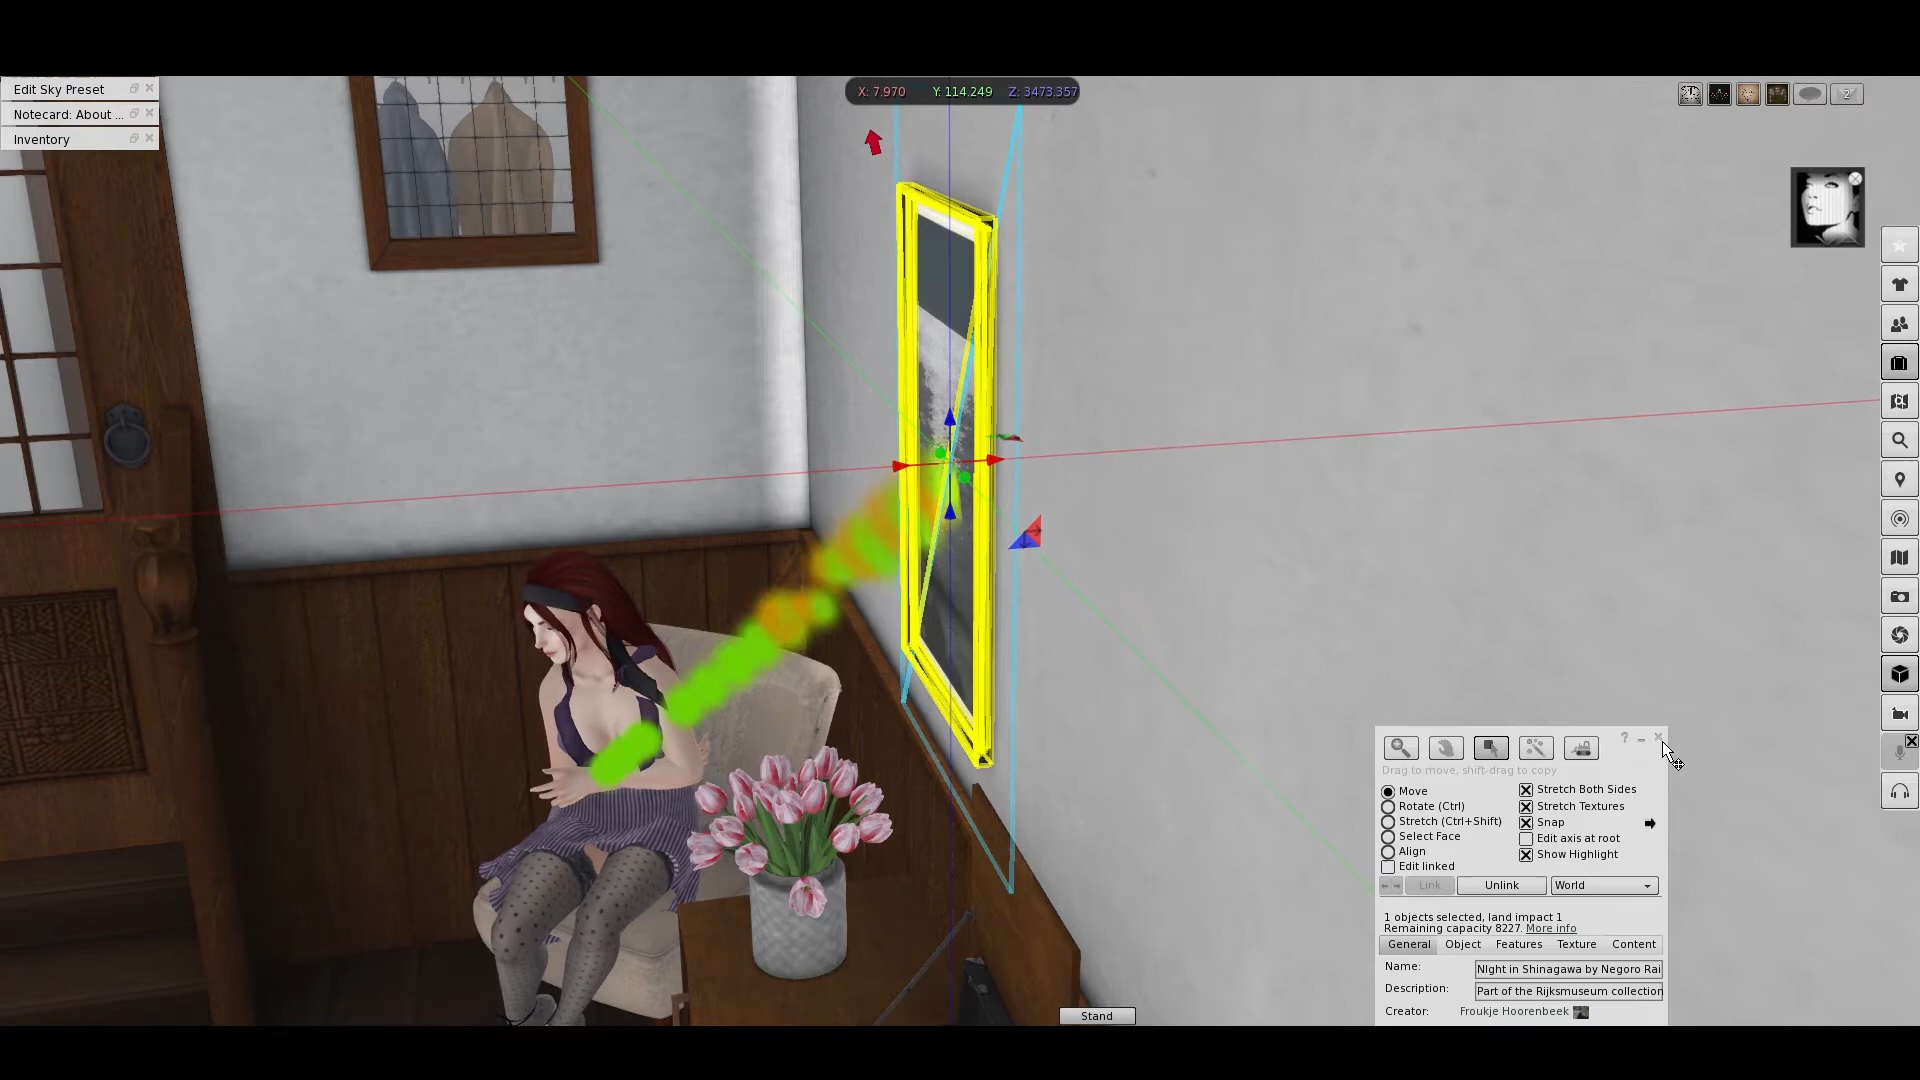 Edit Sky Preset
Notecard: About ...
Inventory
X: 7.970 Y: 114.249 Z: 3473.357
2
Drag to move, shift-drag to copy
Move
Rotate (Ctrl)
Stretch (Ctrl+Shift)
Select Face
Align
Edit linked
Stretch Both Sides
Stretch Textures
Snap
Edit axis at root
Show Highlight
Link
Unlink
World
1 objects selected, land impact 1
Remaining capacity 8227. More info
General Object Features Texture Content
Name: NIght in Shinagawa by Negoro Rai
Description: Part of the Rijksmuseum collection
Creator: Froukje Hoorenbeek
Stand